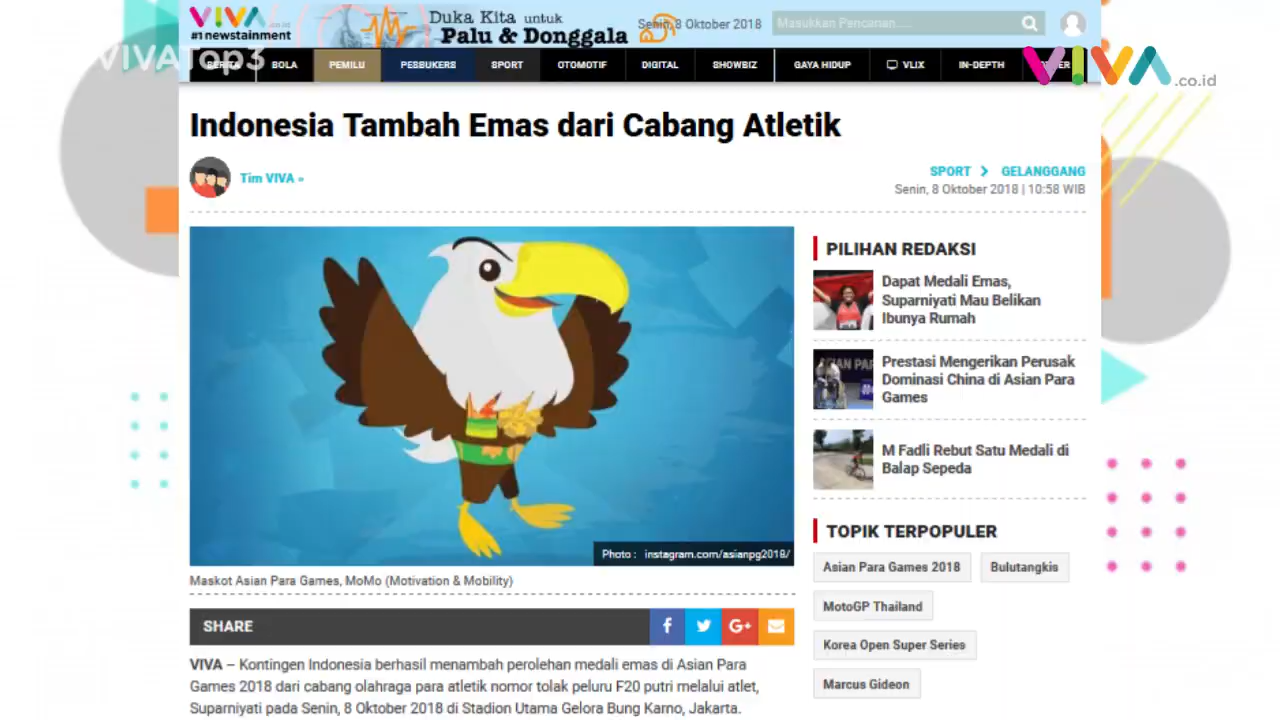 VIVA.co.id
#1 newstainment
Duka Kita untuk
Palu & Donggala
Senin, 8 Oktober 2018
Masukkan Pencarian...
VIVATop3
BERITA
BOLA
PEMILU
PESBUKERS
SPORT
OTOMOTIF
DIGITAL
SHOWBIZ
GAYA HIDUP
VLIX
IN-DEPTH
VIVA.co.id
Indonesia Tambah Emas dari Cabang Atletik
Tim VIVA »
SPORT > GELANGGANG
Senin, 8 Oktober 2018 | 10:58 WIB
Photo : instagram.com/asianpg2018/
Maskot Asian Para Games, MoMo (Motivation & Mobility)
SHARE
f
G+
VIVA – Kontingen Indonesia berhasil menambah perolehan medali emas di Asian Para
Games 2018 dari cabang olahraga para atletik nomor tolak peluru F20 putri melalui atlet,
Suparniyati pada Senin, 8 Oktober 2018 di Stadion Utama Gelora Bung Karno, Jakarta.
PILIHAN REDAKSI
Dapat Medali Emas,
Suparniyati Mau Belikan
Ibunya Rumah
Prestasi Mengerikan Perusak
Dominasi China di Asian Para
Games
M Fadli Rebut Satu Medali di
Balap Sepeda
TOPIK TERPOPULER
Asian Para Games 2018
Bulutangkis
MotoGP Thailand
Korea Open Super Series
Marcus Gideon